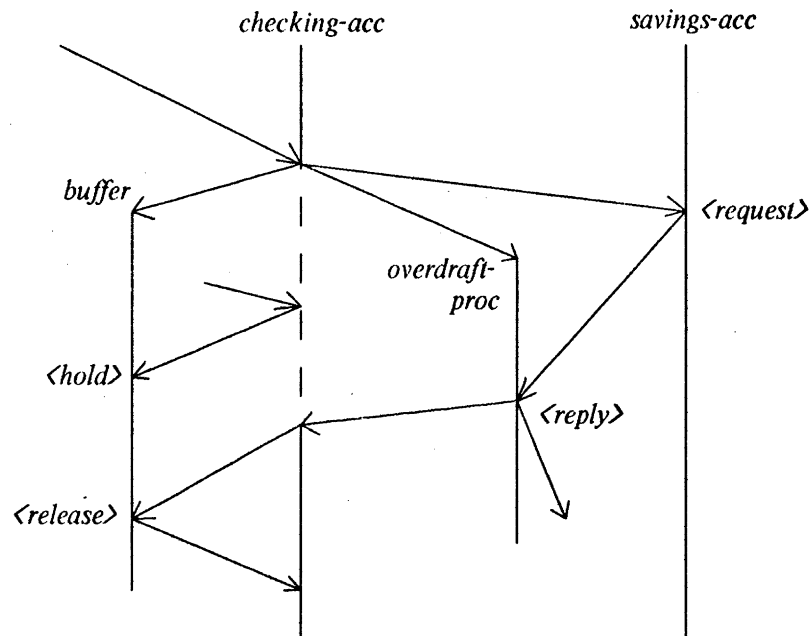 checking-acc
savings-acc
buffer
<request>
overdraft-
proc
<hold>
<reply>
<release>